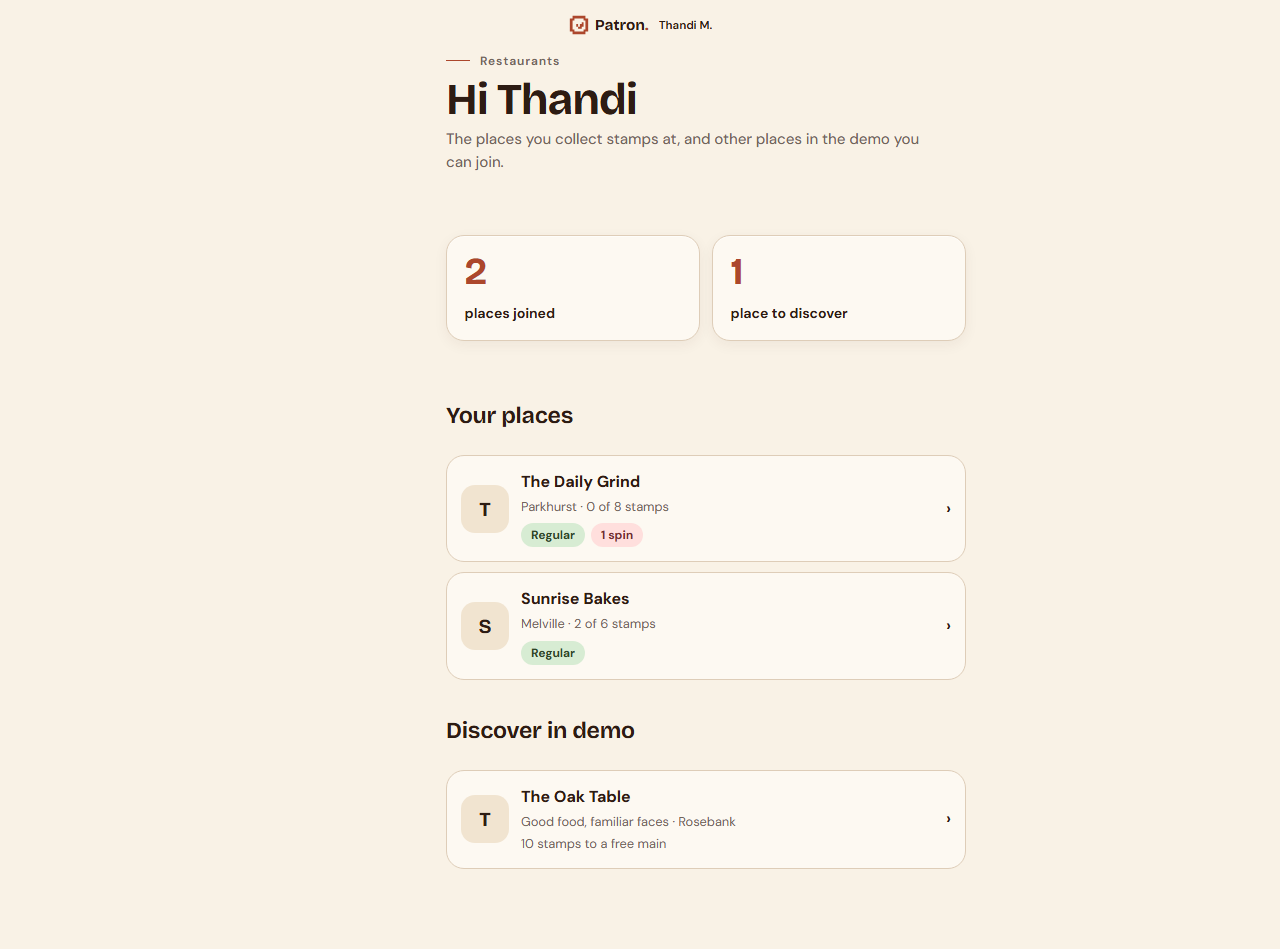 Patron. Thandi M.
Restaurants
Hi Thandi
The places you collect stamps at, and other places in the demo you
can join.
2
places joined
1
place to discover
Your places
T
The Daily Grind
Parkhurst · 0 of 8 stamps
Regular 1 spin
›
S
Sunrise Bakes
Melville · 2 of 6 stamps
Regular
›
Discover in demo
T
The Oak Table
Good food, familiar faces · Rosebank
10 stamps to a free main
›